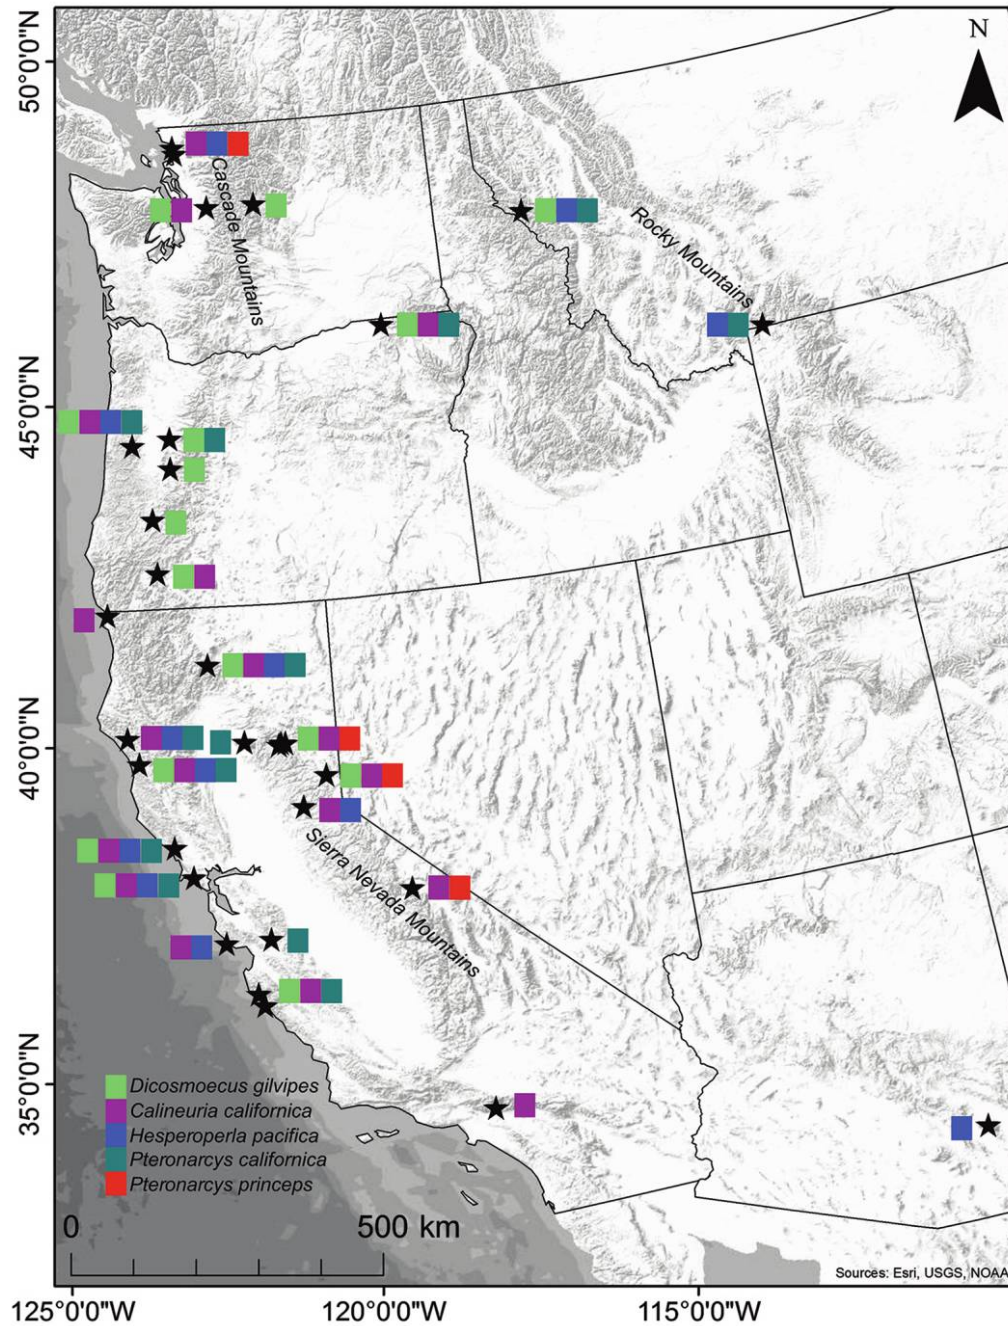 N
50°0'0"N
Cascade Mountains
Rocky Mountains
45°0'0"N
40°0'0"N
Sierra Nevada Mountains
35°0'0"N
Dicosmoecus gilvipes
Calineuria californica
Hesperoperla pacifica
Pteronarcys californica
Pteronarcys princeps
0 500 km
Sources: Esri, USGS, NOAA
125°0'0"W 120°0'0"W 115°0'0"W